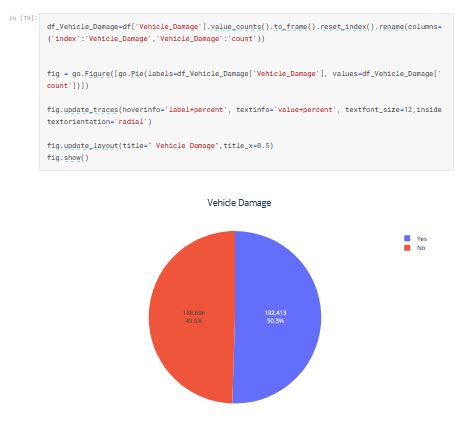 In [19]:
df_Vehicle_Damage=df['Vehicle_Damage'].value_counts().to_frame().reset_index().rename(columns=
{'index':'Vehicle_Damage','Vehicle_Damage':'count'})
fig = go.Figure([go.Pie(labels=df_Vehicle_Damage['Vehicle_Damage'], values=df_Vehicle_Damage['
count'])])
fig.update_traces(hoverinfo='label+percent', textinfo='value+percent', textfont_size=12,inside
textorientation='radial')
fig.update_layout(title=" Vehicle Damage",title_x=0.5)
fig.show()
Vehicle Damage
Yes
No
188,696 192,413
49.5% 50.5%